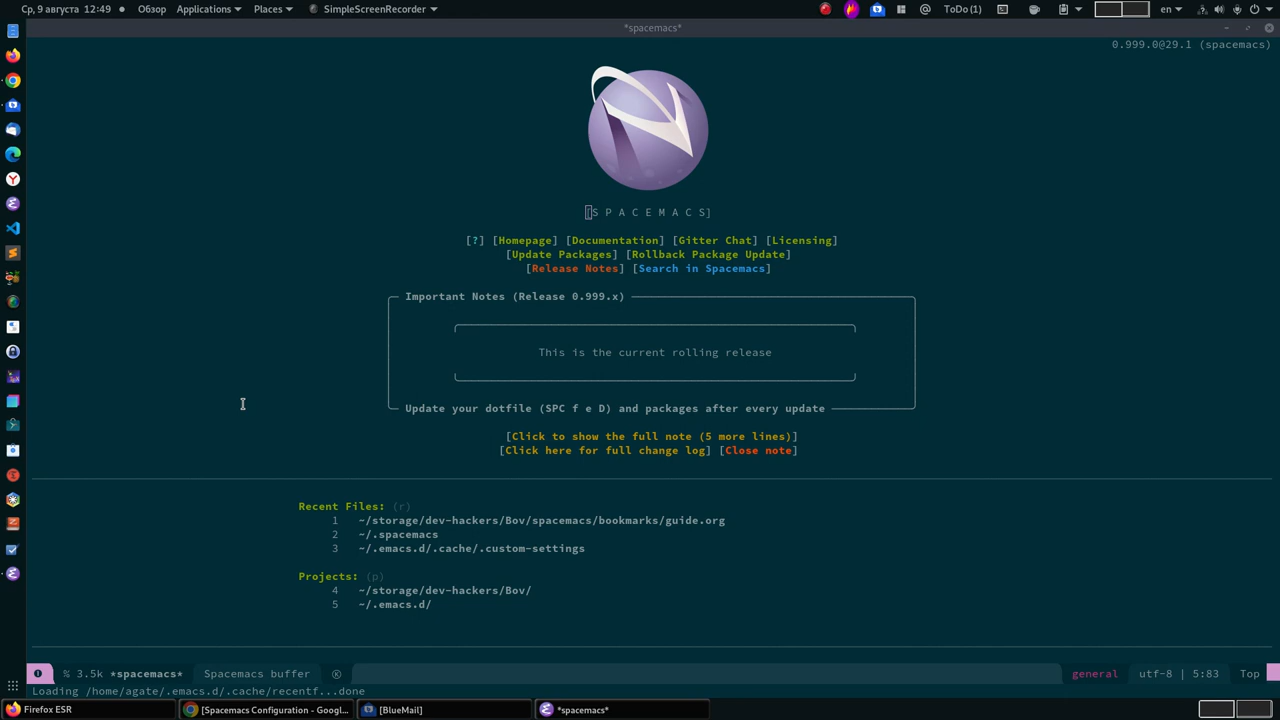 Ср, 9 августа 12:49 ● Обзор Applications Places SimpleScreenRecorder ToDo (1) en
*spacemacs*
0.999.0@29.1 (spacemacs)
[S P A C E M A C S]
[?] [Homepage] [Documentation] [Gitter Chat] [Licensing]
[Update Packages] [Rollback Package Update]
[Release Notes] [Search in Spacemacs]
Important Notes (Release 0.999.x)
This is the current rolling release
Update your dotfile (SPC f e D) and packages after every update
[Click to show the full note (5 more lines)]
[Click here for full change log] [Close note]
Recent Files: (r)
1 ~/storage/dev-hackers/Bov/spacemacs/bookmarks/guide.org
2 ~/.spacemacs
3 ~/.emacs.d/.cache/.custom-settings
Projects: (p)
4 ~/storage/dev-hackers/Bov/
5 ~/.emacs.d/
❶ % 3.5k *spacemacs* Spacemacs buffer ⓚ general utf-8 | 5:83 Top
Loading /home/agate/.emacs.d/.cache/recentf...done
Firefox ESR [Spacemacs Configuration - Googl... [BlueMail] *spacemacs*